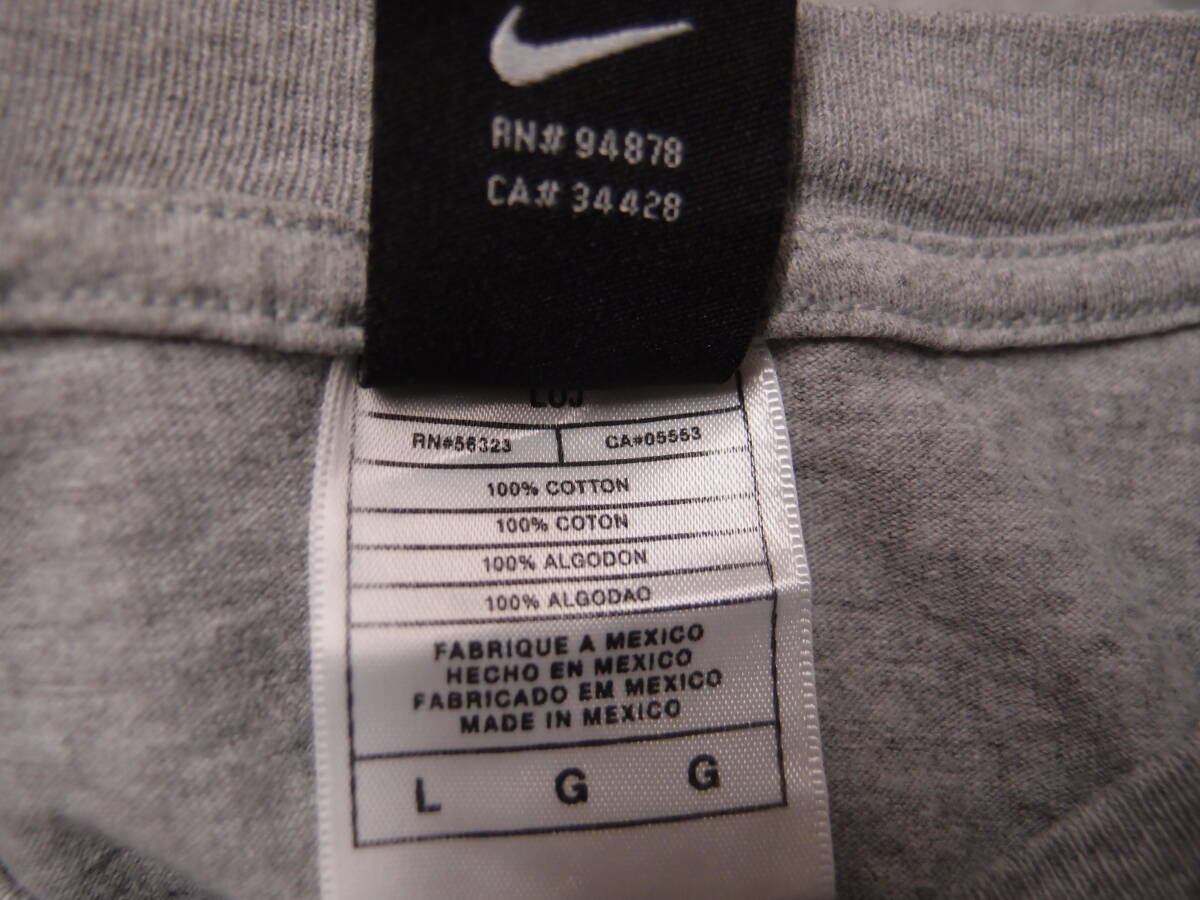 RN# 94878
CA# 34428
RN#56323 CA#05553
100% COTTON
100% COTON
100% ALGODON
100% ALGODAO
FABRIQUE A MEXICO
HECHO EN MEXICO
FABRICADO EM MEXICO
MADE IN MEXICO
L G G